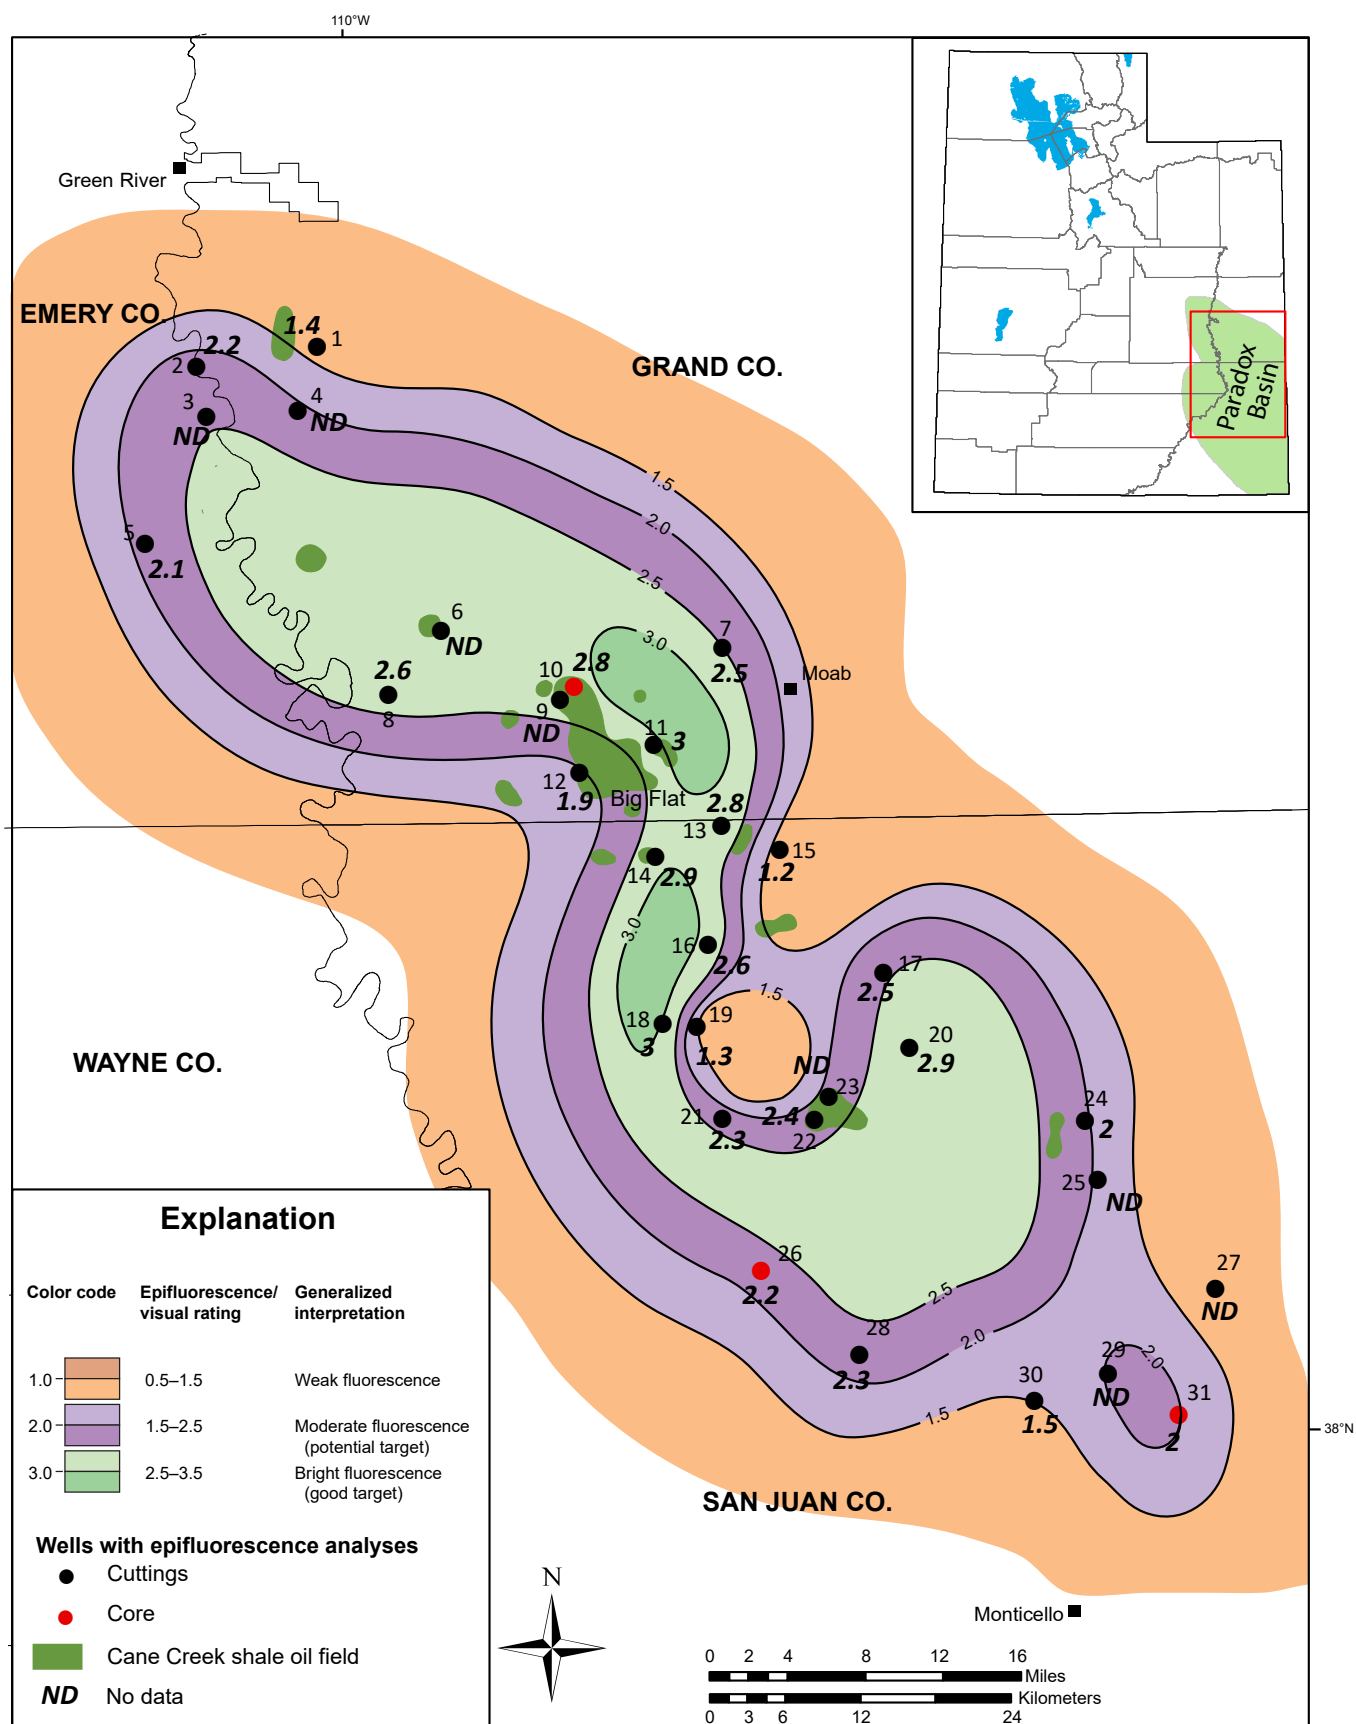 110°W
Green River
EMERY CO.
GRAND CO.
Paradox
Basin
1.4
1
2.2
2
3
ND
4
ND
1.5
2.0
2.5
5
2.1
6
ND
7
2.5
3.0
Moab
2.6
8
10
2.8
9
ND
11
3
12
1.9
Big Flat
2.8
13
15
1.2
14
2.9
3.0
16
2.6
17
2.5
1.5
18
3
19
1.3
20
2.9
ND
23
2.4
22
21
2.3
24
2
25
ND
WAYNE CO.
26
2.2
27
ND
2.5
2.0
28
2.3
29
2.0
ND
30
1.5
1.5
31
2
38°N
SAN JUAN CO.
Monticello
Explanation
Color code
Epifluorescence/
visual rating
Generalized
interpretation
1.0
0.5–1.5
Weak fluorescence
2.0
1.5–2.5
Moderate fluorescence
(potential target)
3.0
2.5–3.5
Bright fluorescence
(good target)
Wells with epifluorescence analyses
Cuttings
Core
Cane Creek shale oil field
ND No data
N
0 2 4 8 12 16
Miles
Kilometers
0 3 6 12 24